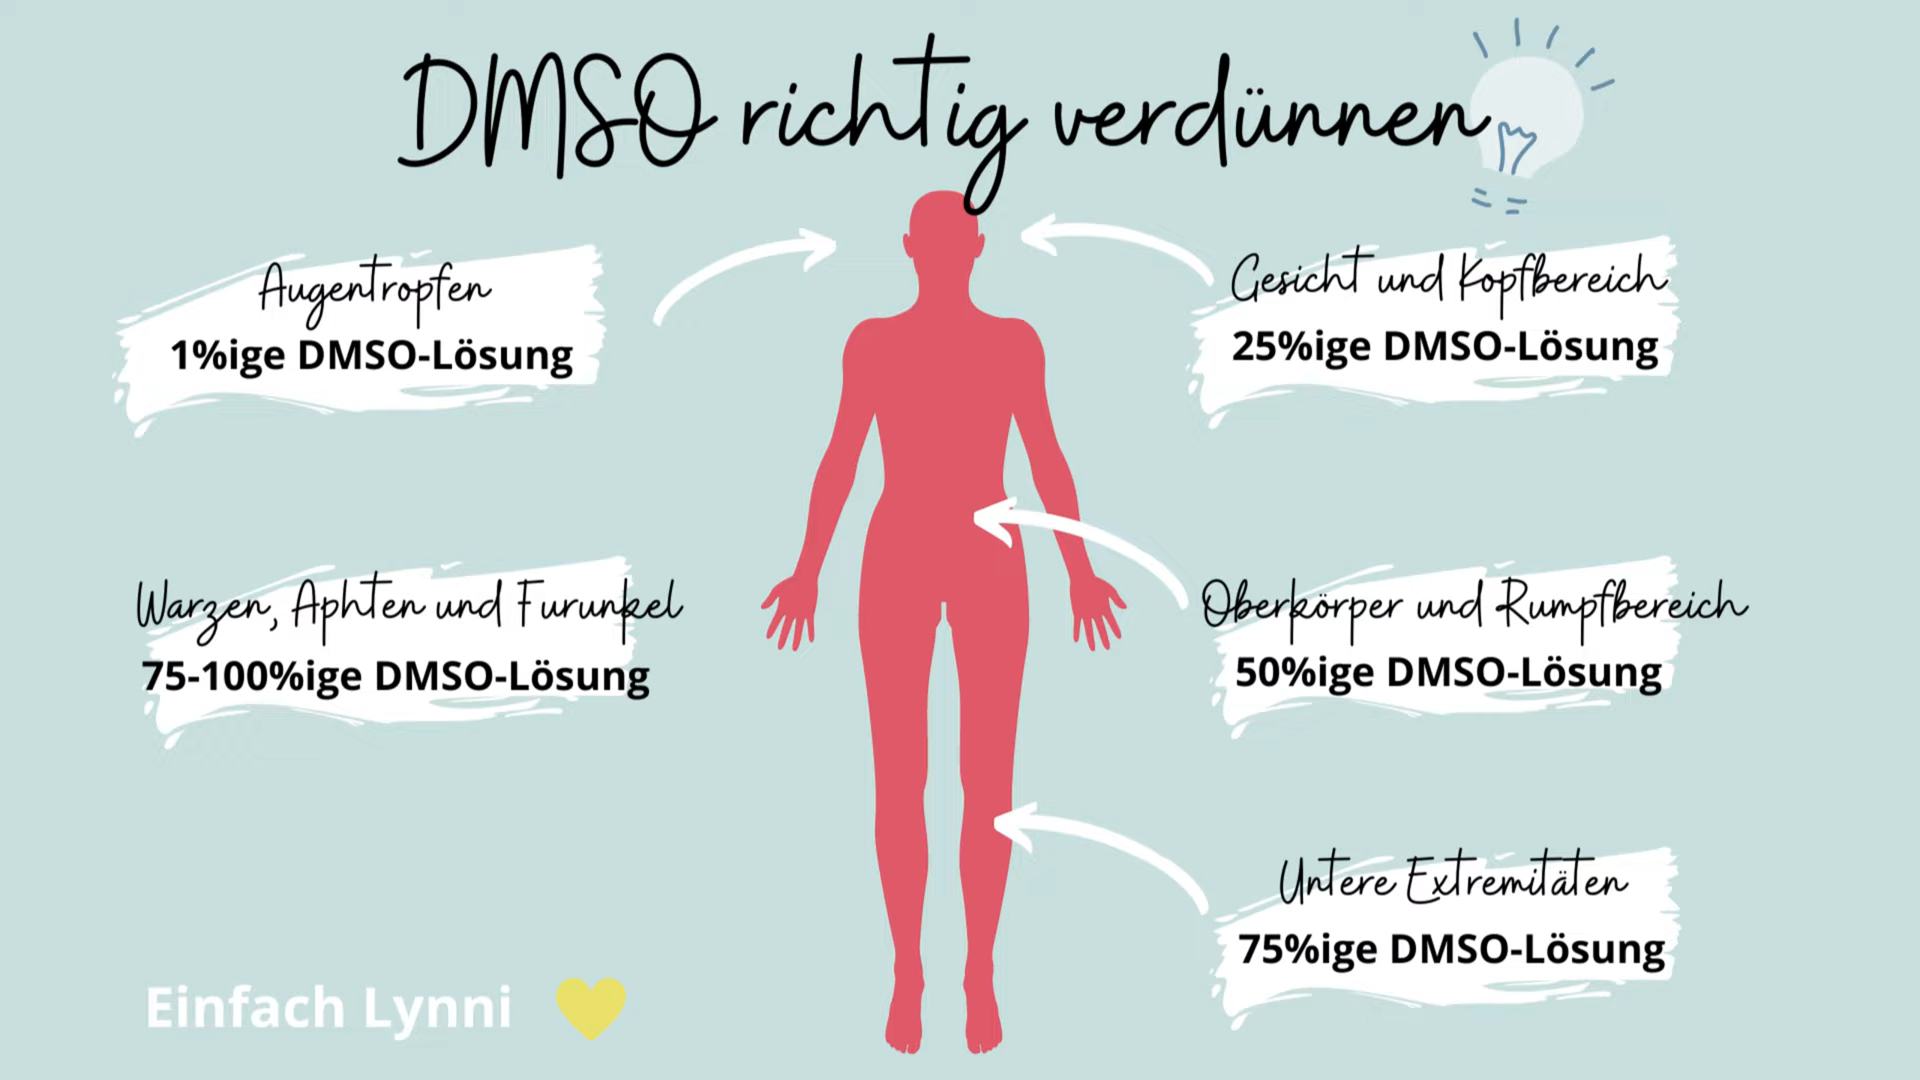 DMSO richtig verdünnen
Augentropfen
1%ige DMSO-Lösung
Gesicht und Kopfbereich
25%ige DMSO-Lösung
Warzen, Aphten und Furunkel
75-100%ige DMSO-Lösung
Oberkörper und Rumpfbereich
50%ige DMSO-Lösung
Untere Extremitäten
75%ige DMSO-Lösung
Einfach Lynni